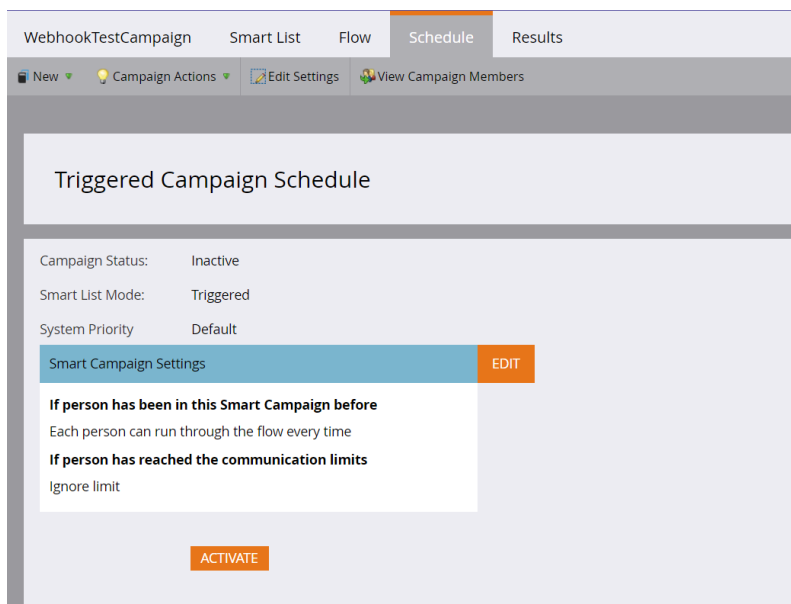 WebhookTestCampaign Smart List Flow Schedule Results
New Campaign Actions Edit Settings View Campaign Members
Triggered Campaign Schedule
Campaign Status: Inactive
Smart List Mode: Triggered
System Priority Default
Smart Campaign Settings EDIT
If person has been in this Smart Campaign before
Each person can run through the flow every time
If person has reached the communication limits
Ignore limit
ACTIVATE